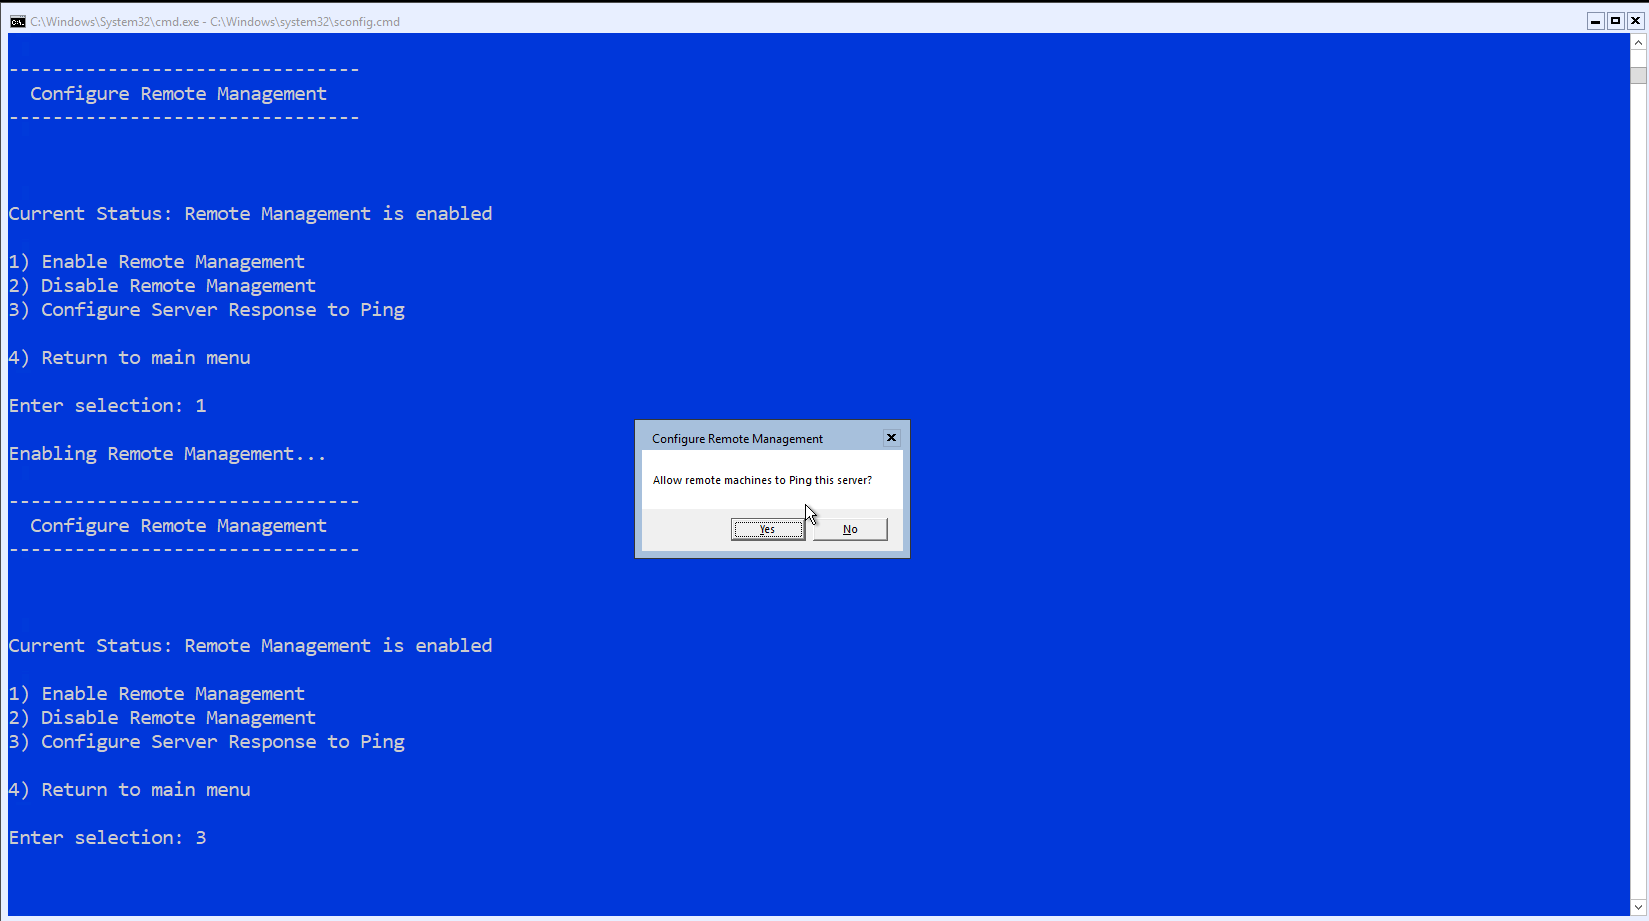 C:\Windows\System32\cmd.exe - C:\Windows\system32\sconfig.cmd
--------------------------------
Configure Remote Management
--------------------------------
Current Status: Remote Management is enabled
1) Enable Remote Management
2) Disable Remote Management
3) Configure Server Response to Ping
4) Return to main menu
Enter selection: 1
Enabling Remote Management...
--------------------------------
Configure Remote Management
--------------------------------
Current Status: Remote Management is enabled
1) Enable Remote Management
2) Disable Remote Management
3) Configure Server Response to Ping
4) Return to main menu
Enter selection: 3
Configure Remote Management
Allow remote machines to Ping this server?
Yes No